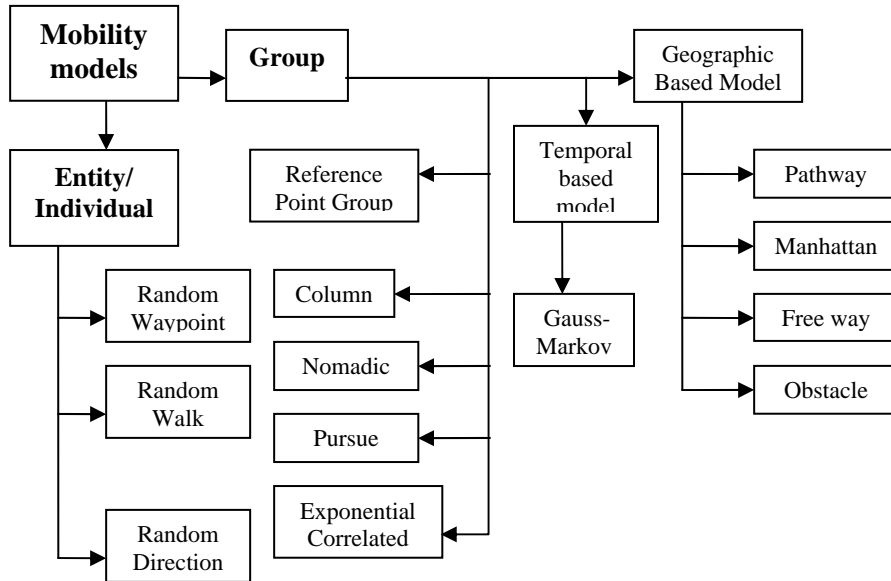 Mobility
models
Group
Geographic
Based Model
Entity/
Individual
Reference
Point Group
Temporal
based
model
Pathway
Manhattan
Random
Waypoint
Column
Gauss-
Markov
Free way
Nomadic
Obstacle
Random
Walk
Pursue
Exponential
Correlated
Random
Direction